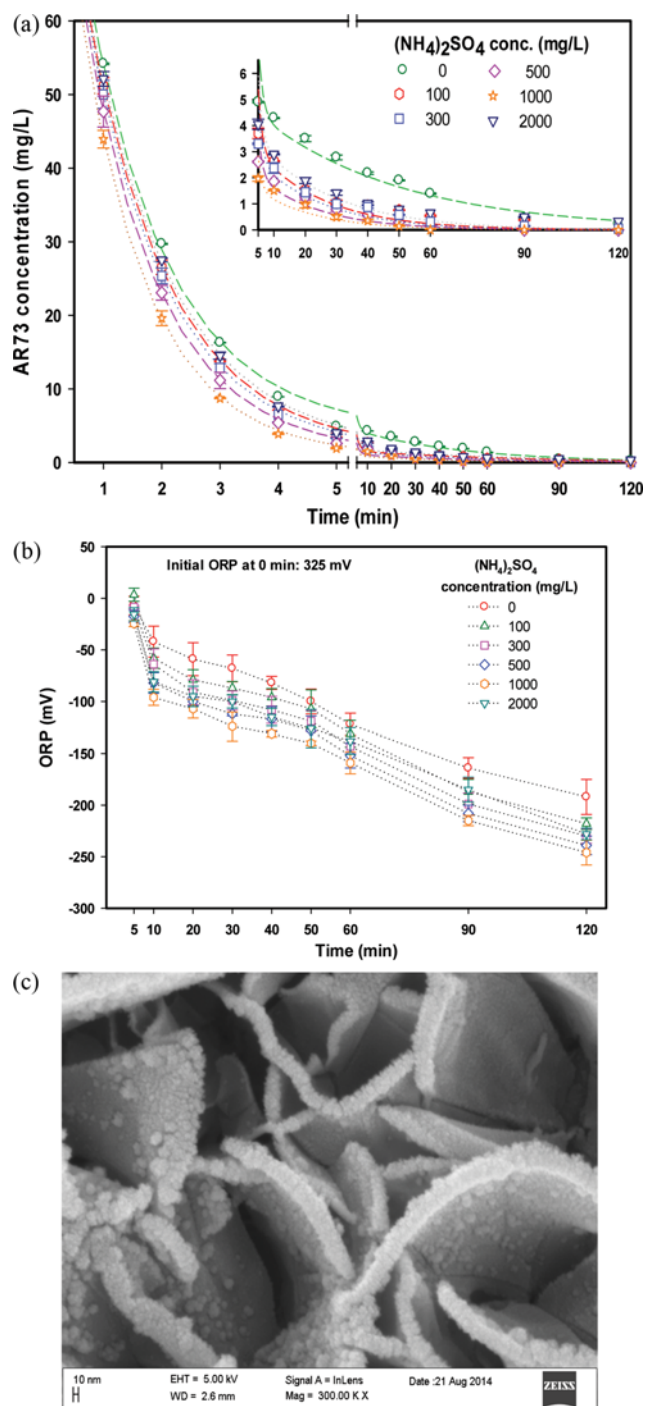 (a)
60
50
40
30
20
10
0
AR73 concentration (mg/L)
(NH4)2SO4 conc. (mg/L)
0 500
100 1000
300 2000
6
5
4
3
2
1
0
5 10 20 30 40 50 60 90 120
1 2 3 4 5 10 20 30 40 50 60 90 120
Time (min)
(b)
50
0
-50
-100
-150
-200
-250
-300
ORP (mV)
Initial ORP at 0 min: 325 mV
(NH4)2SO4
concentration (mg/L)
0
100
300
500
1000
2000
5 10 20 30 40 50 60 90 120
Time (min)
(c)
10 nm EHT = 5.00 kV Signal A = InLens Date :21 Aug 2014
WD = 2.6 mm Mag = 300.00 K X ZEISS